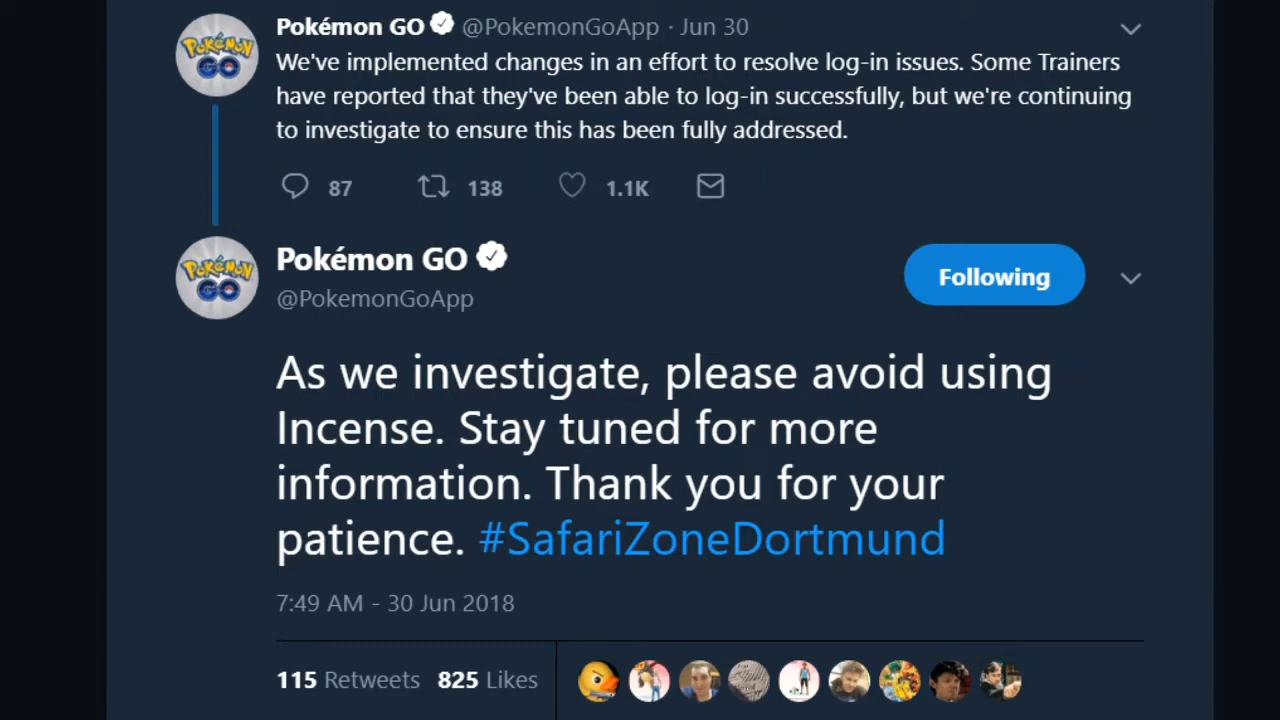 Pokémon GO @PokemonGoApp · Jun 30
We've implemented changes in an effort to resolve log-in issues. Some Trainers
have reported that they've been able to log-in successfully, but we're continuing
to investigate to ensure this has been fully addressed.
87 138 1.1K
Pokémon GO
Following
@PokemonGoApp
As we investigate, please avoid using
Incense. Stay tuned for more
information. Thank you for your
patience. #SafariZoneDortmund
7:49 AM - 30 Jun 2018
115 Retweets 825 Likes